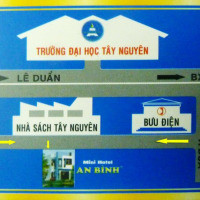 TRƯỜNG ĐẠI HỌC TÂY NGUYÊN
LÊ DUẨN
NHÀ SÁCH TÂY NGUYÊN
BƯU ĐIỆN
Mini Hotel
AN BÌNH